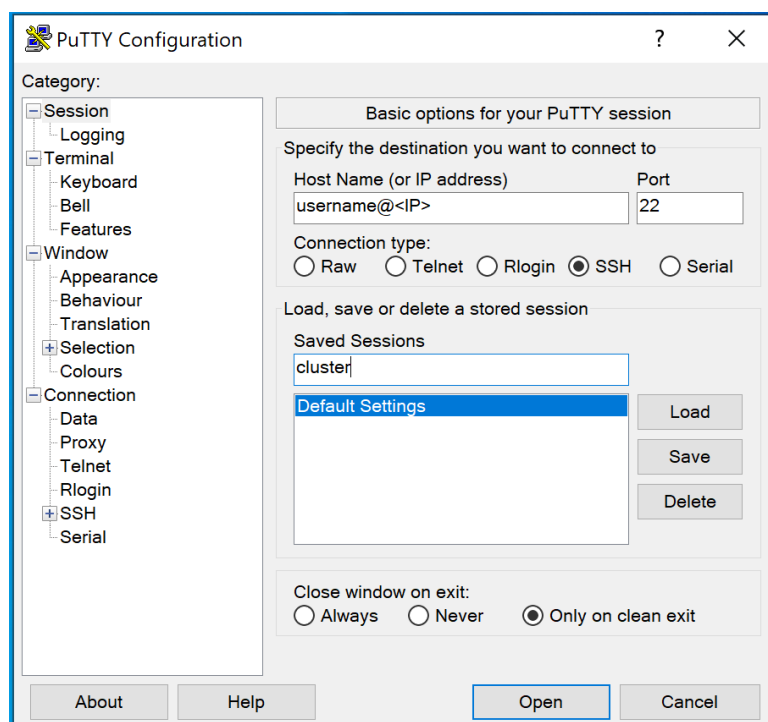 PuTTY Configuration
?
Category:
Session
Logging
Terminal
Keyboard
Bell
Features
Window
Appearance
Behaviour
Translation
Selection
Colours
Connection
Data
Proxy
Telnet
Rlogin
SSH
Serial
Basic options for your PuTTY session
Specify the destination you want to connect to
Host Name (or IP address) Port
username@<IP> 22
Connection type:
Raw Telnet Rlogin SSH Serial
Load, save or delete a stored session
Saved Sessions
cluster
Default Settings
Load
Save
Delete
Close window on exit:
Always Never Only on clean exit
About Help Open Cancel